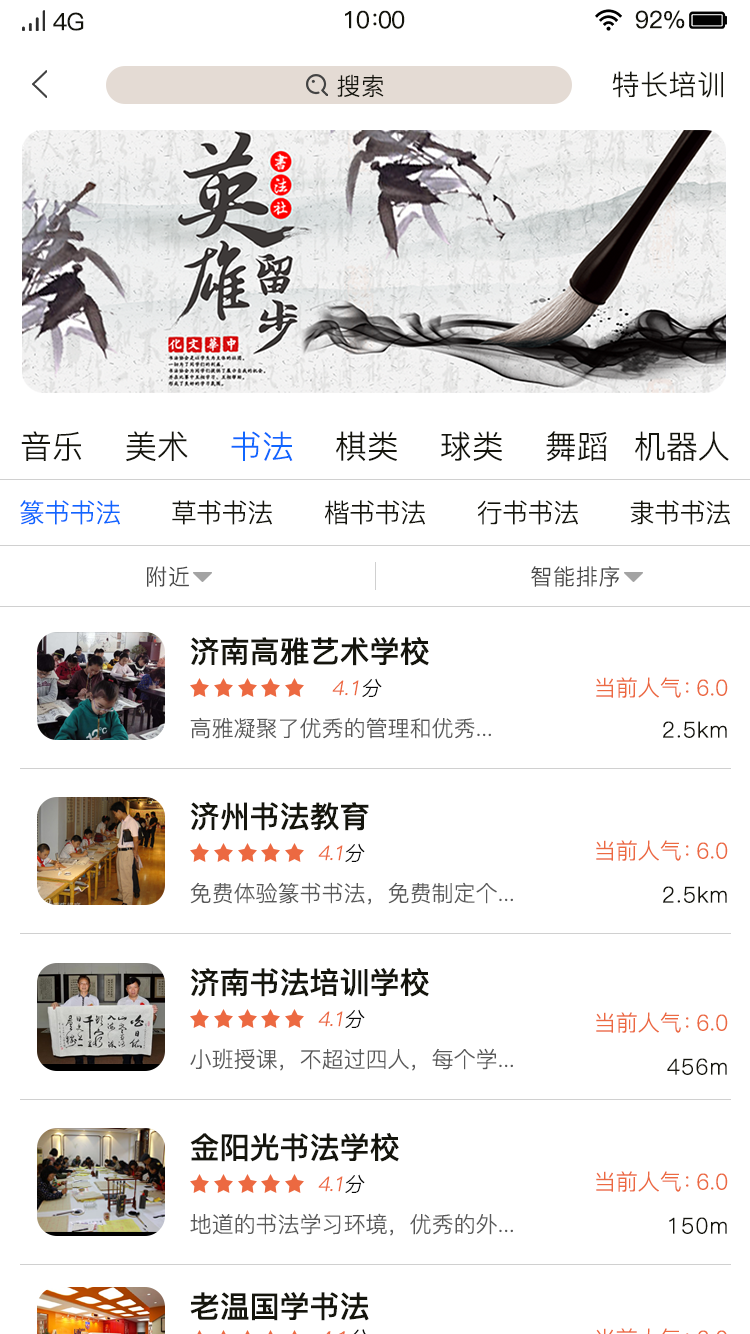 4G
10:00
92%
搜索
特长培训
英雄
留步
书法社
化文華中
音乐 美术 书法 棋类 球类 舞蹈 机器人
篆书书法 草书书法 楷书书法 行书书法 隶书书法
附近 智能排序
济南高雅艺术学校
4.1分
当前人气: 6.0
高雅凝聚了优秀的管理和优秀...
2.5km
济州书法教育
4.1分
当前人气: 6.0
免费体验篆书书法，免费制定个...
2.5km
济南书法培训学校
4.1分
当前人气: 6.0
小班授课，不超过四人，每个学...
456m
金阳光书法学校
4.1分
当前人气: 6.0
地道的书法学习环境，优秀的外...
150m
老温国学书法